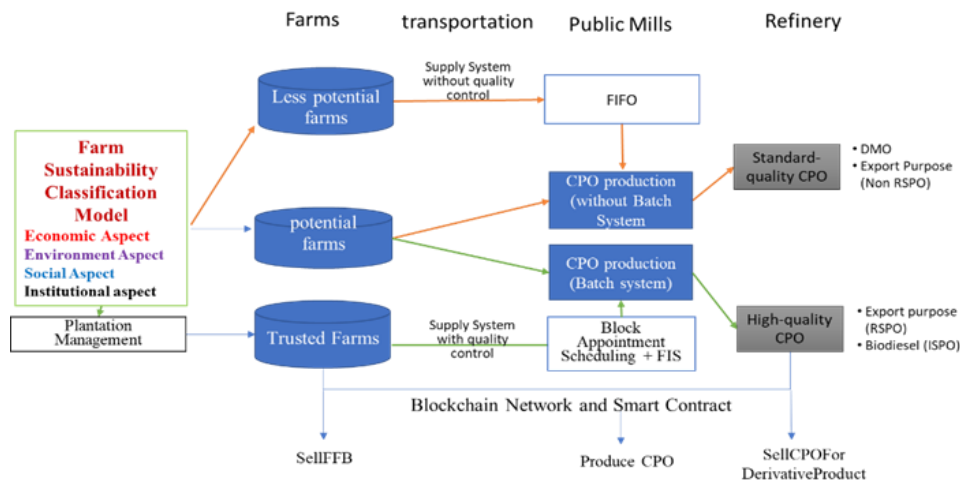 Farms
transportation
Public Mills
Refinery
Less potential
farms
Supply System
without quality
control
FIFO
Farm
Sustainability
Classification
Model
Economic Aspect
Environment Aspect
Social Aspect
Institutional aspect
potential
farms
CPO production
(without Batch
System
Standard-
quality CPO
• DMO
• Export Purpose
(Non RSPO)
CPO production
(Batch system)
Plantation
Management
Trusted Farms
Supply System
with quality
control
Block
Appointment
Scheduling + FIS
High-quality
CPO
• Export purpose
(RSPO)
• Biodiesel (ISPO)
Blockchain Network and Smart Contract
SellFFB
Produce CPO
SellCPOFor
DerivativeProduct